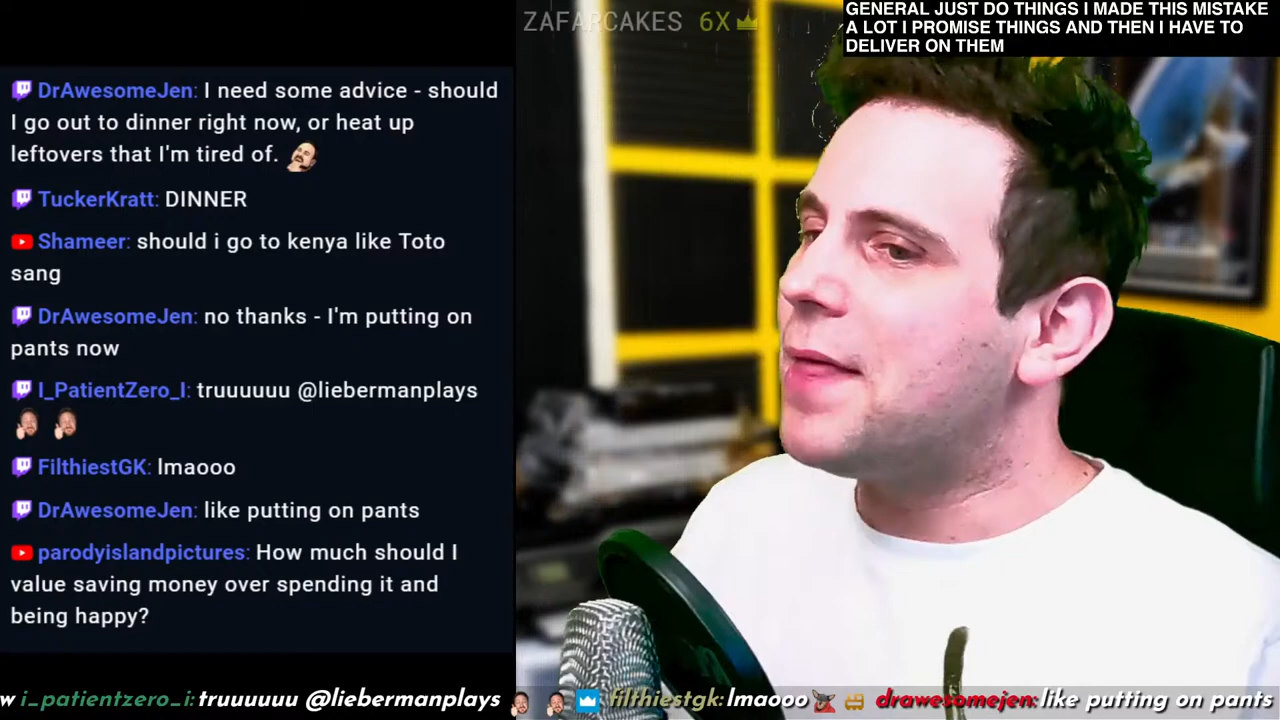 ZAFARCAKES 6X
GENERAL JUST DO THINGS I MADE THIS MISTAKE
A LOT I PROMISE THINGS AND THEN I HAVE TO
DELIVER ON THEM
DrAwesomeJen: I need some advice - should
I go out to dinner right now, or heat up
leftovers that I'm tired of.
TuckerKratt: DINNER
Shameer: should i go to kenya like Toto
sang
DrAwesomeJen: no thanks - I'm putting on
pants now
I_PatientZero_I: truuuuuu @liebermanplays
FilthiestGK: lmaooo
DrAwesomeJen: like putting on pants
parodyislandpictures: How much should I
value saving money over spending it and
being happy?
w i_patientzero_i: truuuuuu @liebermanplays filthiestgk: lmaooo drawesomejen: like putting on pants